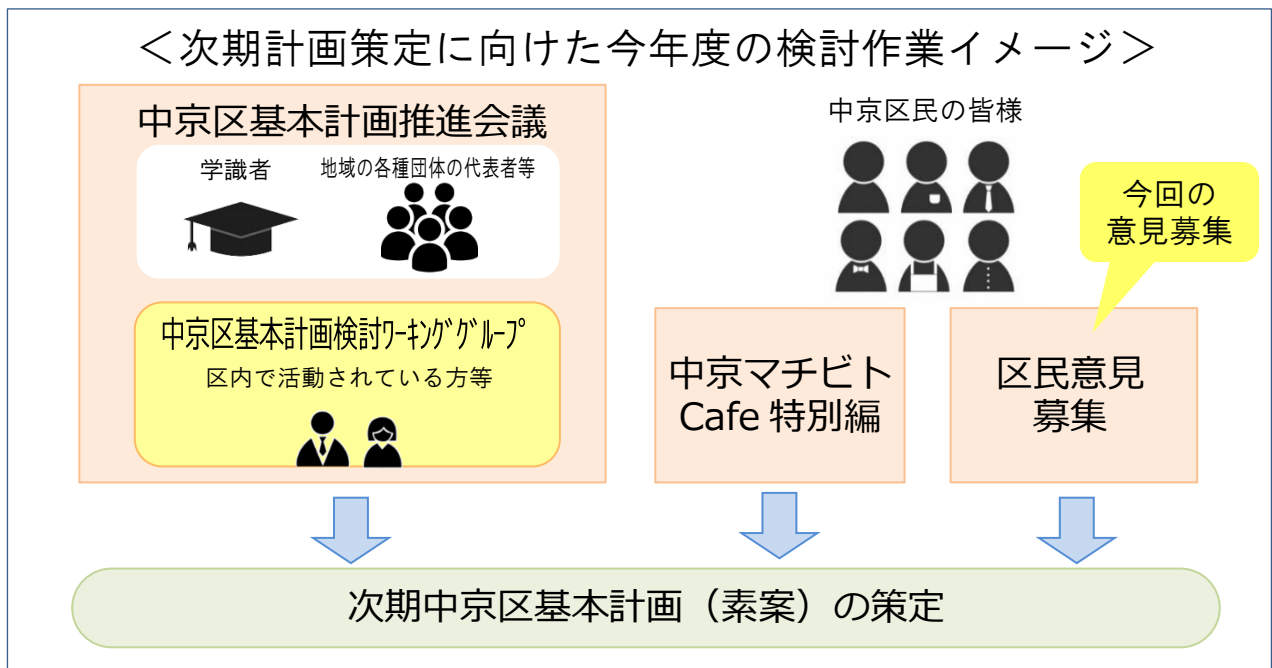 ＜次期計画策定に向けた今年度の検討作業イメージ＞
中京区基本計画推進会議
学識者
地域の各種団体の代表者等
中京区基本計画検討ﾜｰｷﾝｸﾞｸﾞﾙｰﾌﾟ
区内で活動されている方等
中京区民の皆様
今回の
意見募集
中京マチビト
Cafe 特別編
区民意見
募集
次期中京区基本計画（素案）の策定